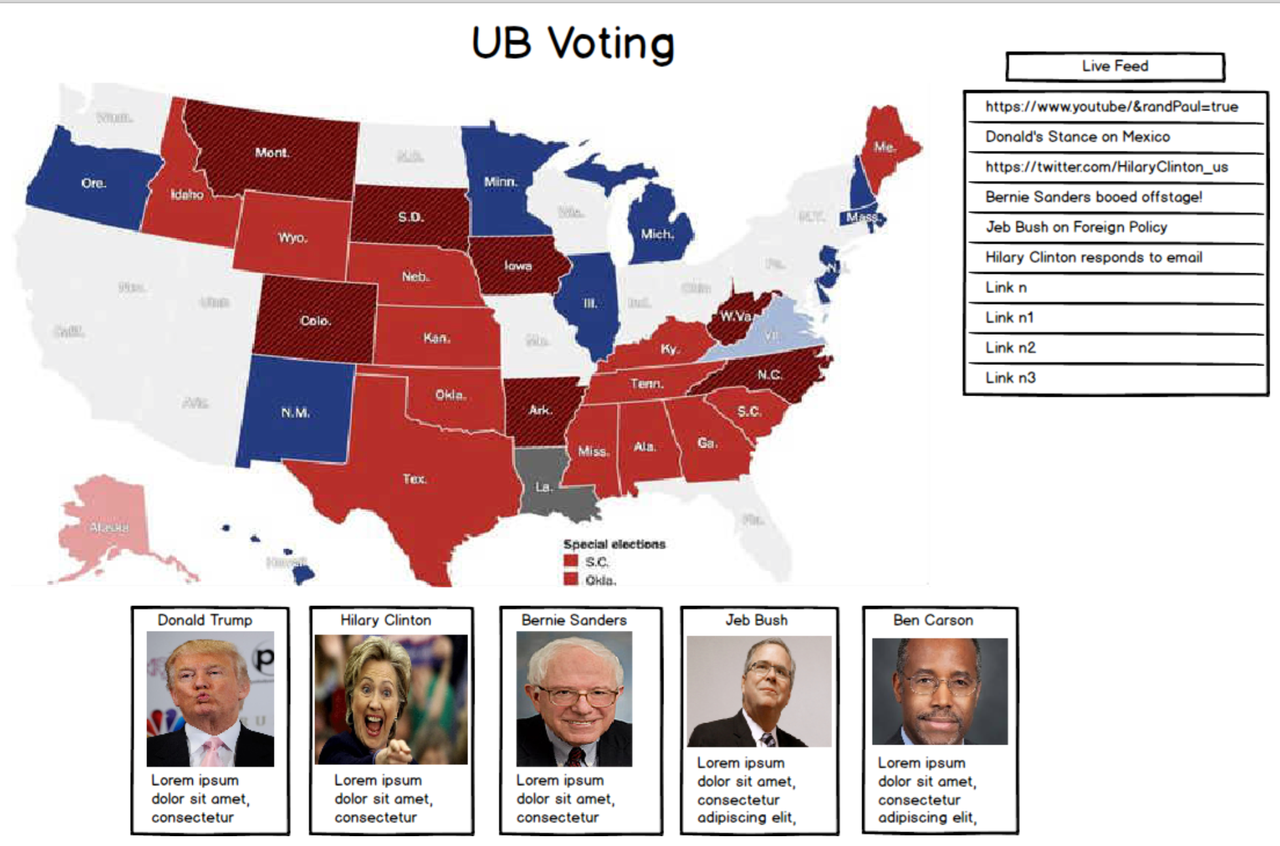 UB Voting
Live Feed
https://www.youtube/&randPaul=true
Donald's Stance on Mexico
https://twitter.com/HilaryClinton_us
Bernie Sanders booed offstage!
Jeb Bush on Foreign Policy
Hilary Clinton responds to email
Link n
Link n1
Link n2
Link n3
Wash.
Mont.
N.D.
Minn.
Me.
Ore.
Idaho
S.D.
Wis.
N.Y.
Mass.
Wyo.
Iowa
Mich.
Neb.
Pa.
N.J.
Nev.
Utah
Ill.
Ind.
Ohio
Calif.
Colo.
Kan.
Mo.
W.Va.
Va.
Ky.
Ariz.
N.M.
Okla.
Ark.
Tenn.
N.C.
S.C.
Tex.
La.
Miss.
Ala.
Ga.
Fla.
Alaska
Hawaii
Special elections
S.C.
Okla.
Donald Trump
Lorem ipsum
dolor sit amet,
consectetur
Hilary Clinton
Lorem ipsum
dolor sit amet,
consectetur
Bernie Sanders
Lorem ipsum
dolor sit amet,
consectetur
Jeb Bush
Lorem ipsum
dolor sit amet,
consectetur
adipiscing elit,
Ben Carson
Lorem ipsum
dolor sit amet,
consectetur
adipiscing elit,